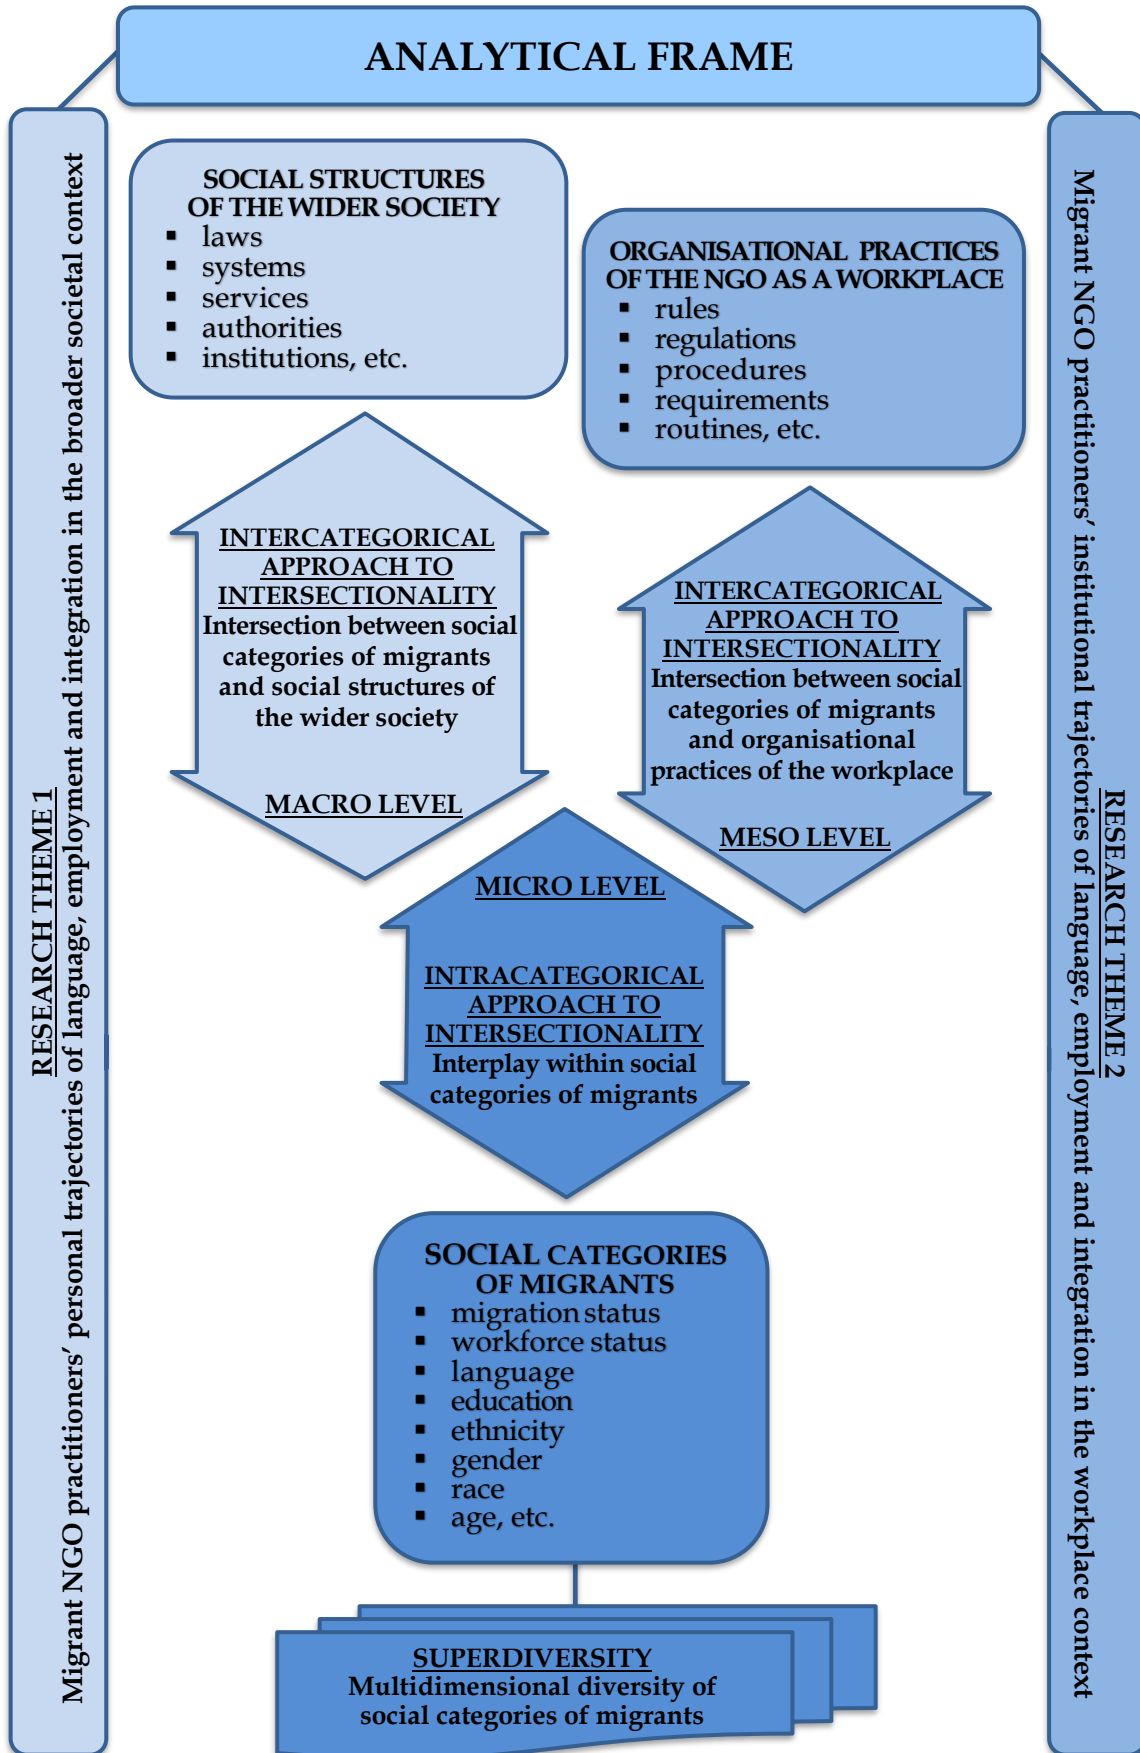 ANALYTICAL FRAME
RESEARCH THEME 1
Migrant NGO practitioners’ personal trajectories of language, employment and integration in the broader societal context
SOCIAL STRUCTURES
OF THE WIDER SOCIETY
▪ laws
▪ systems
▪ services
▪ authorities
▪ institutions, etc.
ORGANISATIONAL PRACTICES
OF THE NGO AS A WORKPLACE
▪ rules
▪ regulations
▪ procedures
▪ requirements
▪ routines, etc.
INTERCATEGORICAL
APPROACH TO
INTERSECTIONALITY
Intersection between social
categories of migrants
and social structures of
the wider society
MACRO LEVEL
INTERCATEGORICAL
APPROACH TO
INTERSECTIONALITY
Intersection between social
categories of migrants
and organisational
practices of the workplace
MESO LEVEL
MICRO LEVEL
INTRACATEGORICAL
APPROACH TO
INTERSECTIONALITY
Interplay within social
categories of migrants
SOCIAL CATEGORIES
OF MIGRANTS
▪ migration status
▪ workforce status
▪ language
▪ education
▪ ethnicity
▪ gender
▪ race
▪ age, etc.
SUPERDIVERSITY
Multidimensional diversity of
social categories of migrants
RESEARCH THEME 2
Migrant NGO practitioners’ institutional trajectories of language, employment and integration in the workplace context